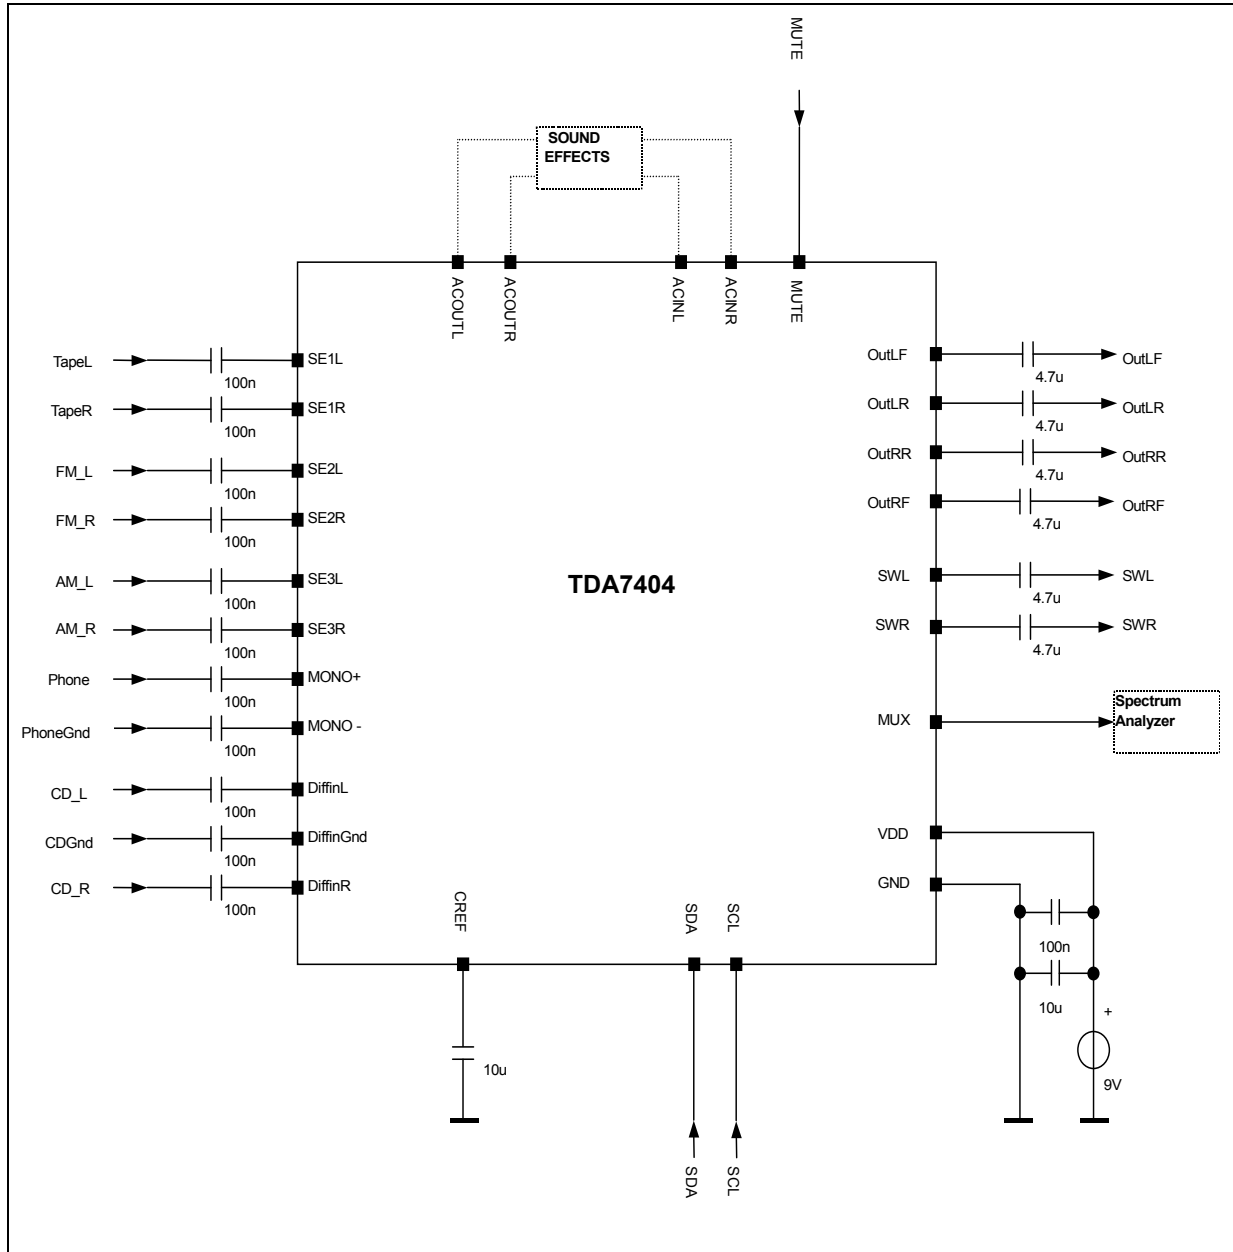 MUTE
SOUND
EFFECTS
ACOUTL
ACOUTR
ACINL
ACINR
MUTE
TapeL
100n
SE1L
TapeR
100n
SE1R
FM_L
100n
SE2L
FM_R
100n
SE2R
AM_L
100n
SE3L
AM_R
100n
SE3R
Phone
100n
MONO+
PhoneGnd
100n
MONO -
CD_L
100n
DiffinL
CDGnd
100n
DiffinGnd
CD_R
100n
DiffinR
TDA7404
OutLF
4.7u
OutLF
OutLR
4.7u
OutLR
OutRR
4.7u
OutRR
OutRF
4.7u
OutRF
SWL
4.7u
SWL
SWR
4.7u
SWR
MUX
Spectrum
Analyzer
VDD
GND
100n
10u
+
9V
CREF
10u
SDA
SCL
SDA
SCL